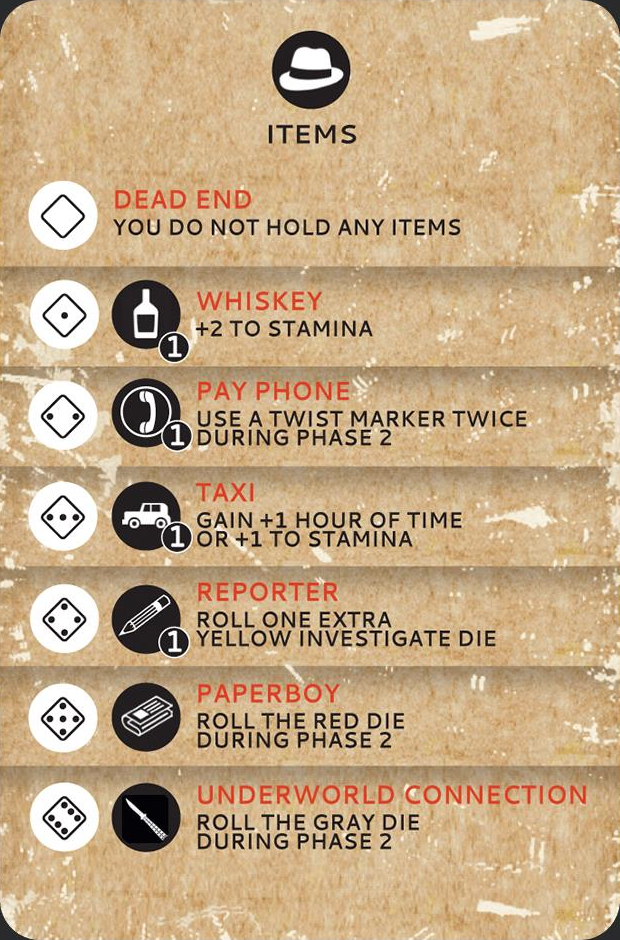 ITEMS
DEAD END
YOU DO NOT HOLD ANY ITEMS
WHISKEY
+2 TO STAMINA
1
PAY PHONE
USE A TWIST MARKER TWICE
DURING PHASE 2
1
TAXI
GAIN +1 HOUR OF TIME
OR +1 TO STAMINA
1
REPORTER
ROLL ONE EXTRA
YELLOW INVESTIGATE DIE
1
PAPERBOY
ROLL THE RED DIE
DURING PHASE 2
UNDERWORLD CONNECTION
ROLL THE GRAY DIE
DURING PHASE 2